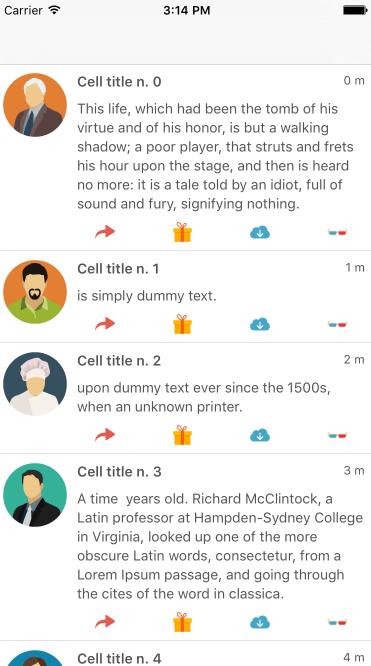 Carrier 3:14 PM
Cell title n. 0 0 m
This life, which had been the tomb of his
virtue and of his honor, is but a walking
shadow; a poor player, that struts and frets
his hour upon the stage, and then is heard
no more: it is a tale told by an idiot, full of
sound and fury, signifying nothing.
Cell title n. 1 1 m
is simply dummy text.
Cell title n. 2 2 m
upon dummy text ever since the 1500s,
when an unknown printer.
Cell title n. 3 3 m
A time  years old. Richard McClintock, a
Latin professor at Hampden-Sydney College
in Virginia, looked up one of the more
obscure Latin words, consectetur, from a
Lorem Ipsum passage, and going through
the cites of the word in classica.
Cell title n. 4 4 m